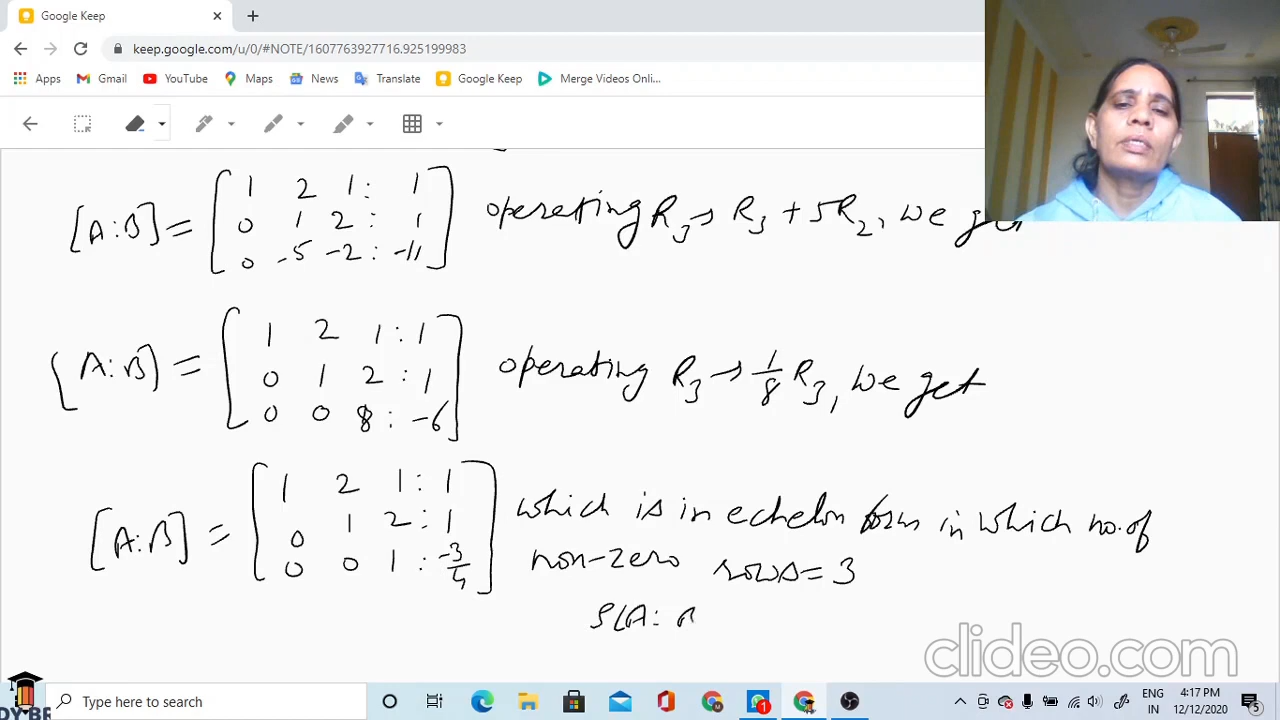 Google Keep
keep.google.com/u/0/#NOTE/1607763927716.925199983
Apps Gmail YouTube Maps News Translate Google Keep Merge Videos Onli...
1 2 1 : 1
[A:B] = 0 1 2 : 1 operating R3 → R3 + 5R2, we get
0 -5 -2 : -11
1 2 1 : 1
[A:B] = 0 1 2 : 1 operating R3 → 1/8 R3, we get
0 0 8 : -6
1 2 1 : 1 which is in echelon form in which no. of
[A:B] = 0 1 2 : 1
0 0 1 : -3/4 non-zero rows = 3
ρ(A:
clideo.com
DY BR
Type here to search
1
ENG 4:17 PM
IN 12/12/2020
5